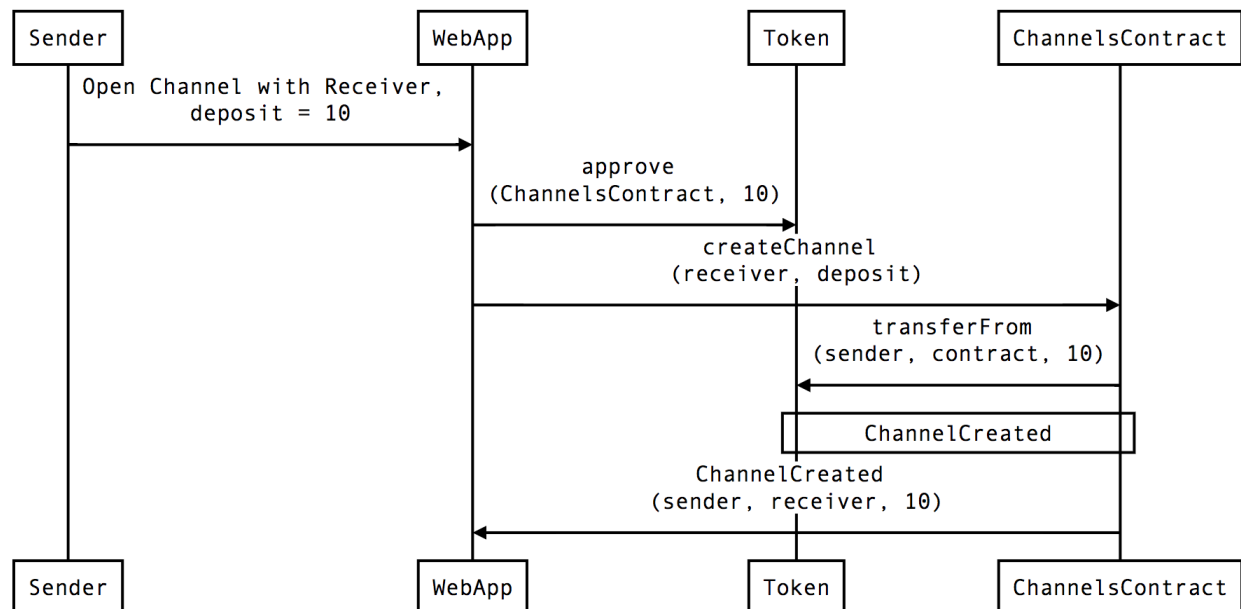 Sender
WebApp
Token
ChannelsContract
Open Channel with Receiver,
deposit = 10
approve
(ChannelsContract, 10)
createChannel
(receiver, deposit)
transferFrom
(sender, contract, 10)
ChannelCreated
ChannelCreated
(sender, receiver, 10)
Sender
WebApp
Token
ChannelsContract